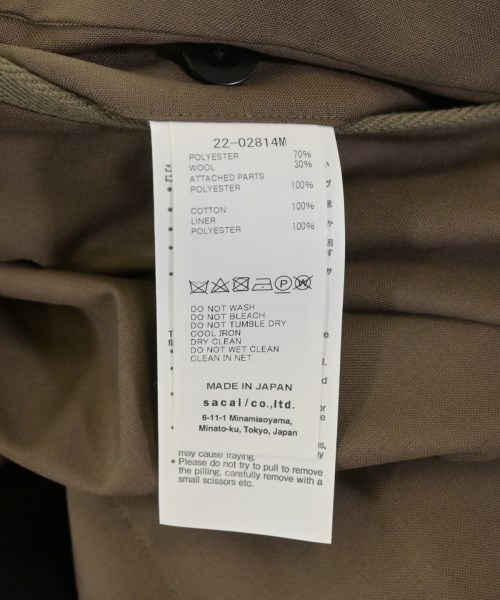 22-02814M
POLYESTER 70%
WOOL 30%
ATTACHED PARTS
POLYESTER 100%
COTTON 100%
LINER
POLYESTER 100%
DO NOT WASH
DO NOT BLEACH
DO NOT TUMBLE DRY
COOL IRON
DRY CLEAN
DO NOT WET CLEAN
CLEAN IN NET
MADE IN JAPAN
sacai/co.,ltd.
6-11-1 Minamiaoyama,
Minato-ku, Tokyo, Japan
may cause fraying.
• Please do not try to pull to remove
the pilling, carefully remove with a
small scissors etc.